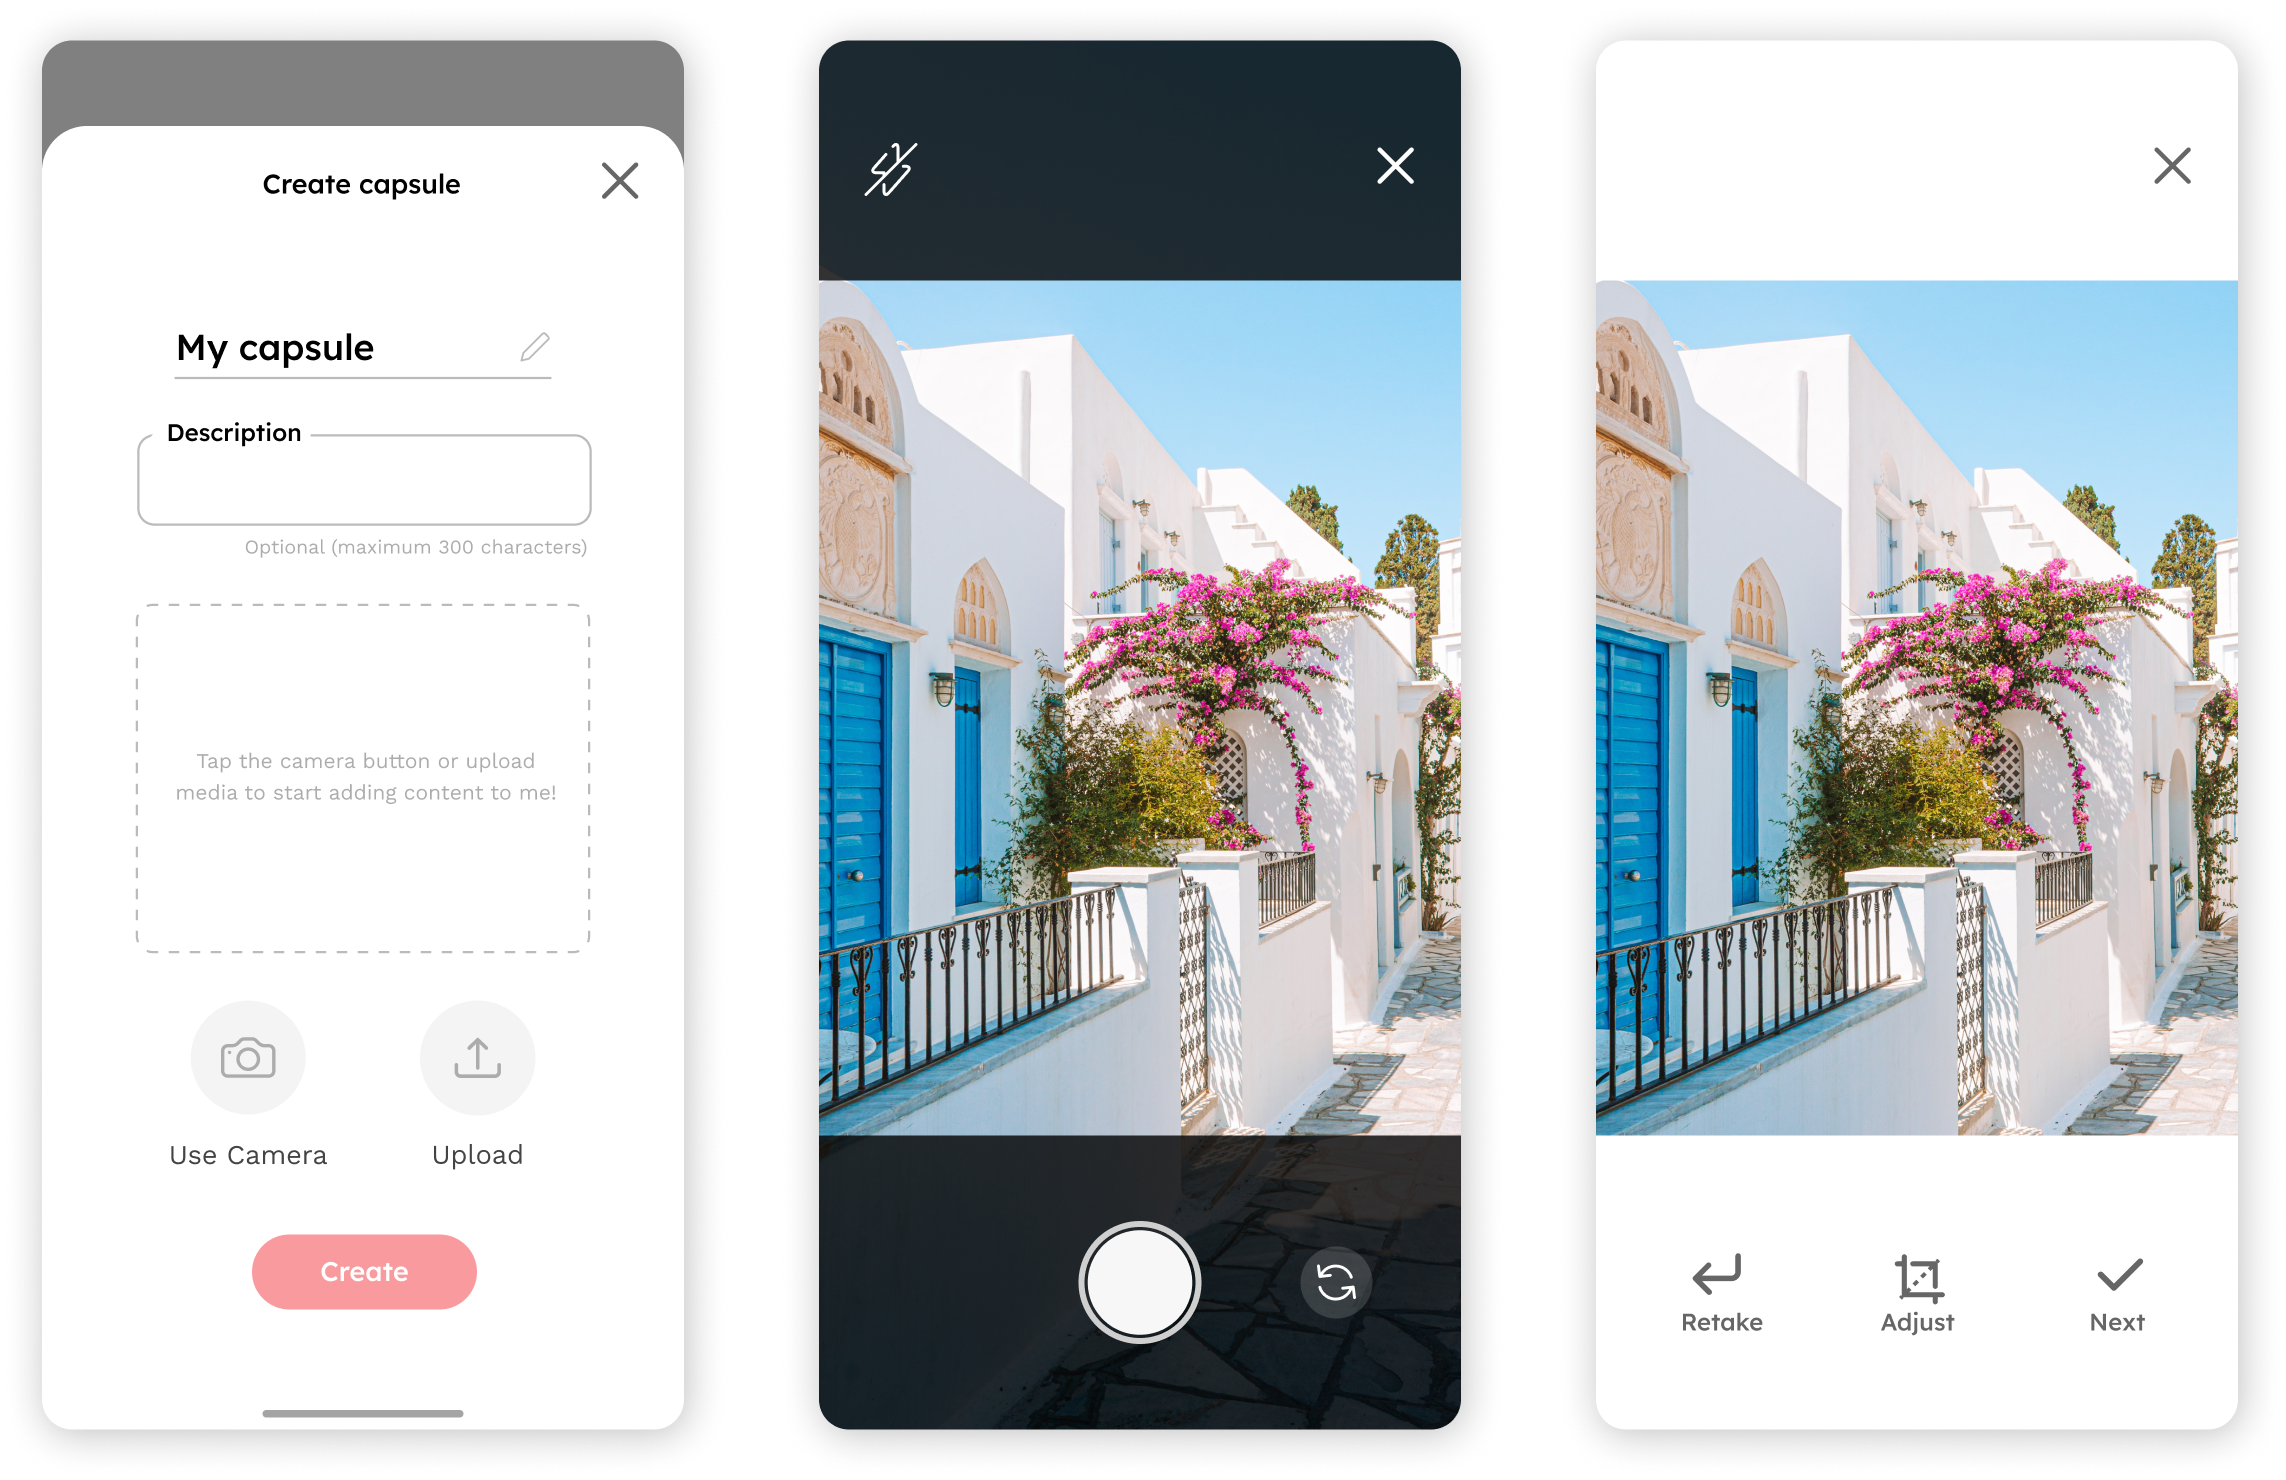 Create capsule
My capsule
Description
Optional (maximum 300 characters)
Tap the camera button or upload
media to start adding content to me!
Use Camera
Upload
Create
Retake
Adjust
Next